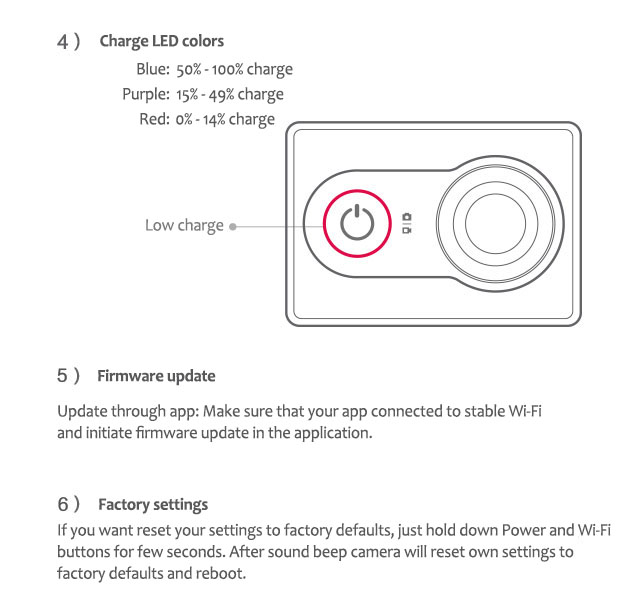 4) Charge LED colors
Blue: 50% - 100% charge
Purple: 15% - 49% charge
Red: 0% - 14% charge
Low charge
5) Firmware update
Update through app: Make sure that your app connected to stable Wi-Fi
and initiate firmware update in the application.
6) Factory settings
If you want reset your settings to factory defaults, just hold down Power and Wi-Fi
buttons for few seconds. After sound beep camera will reset own settings to
factory defaults and reboot.